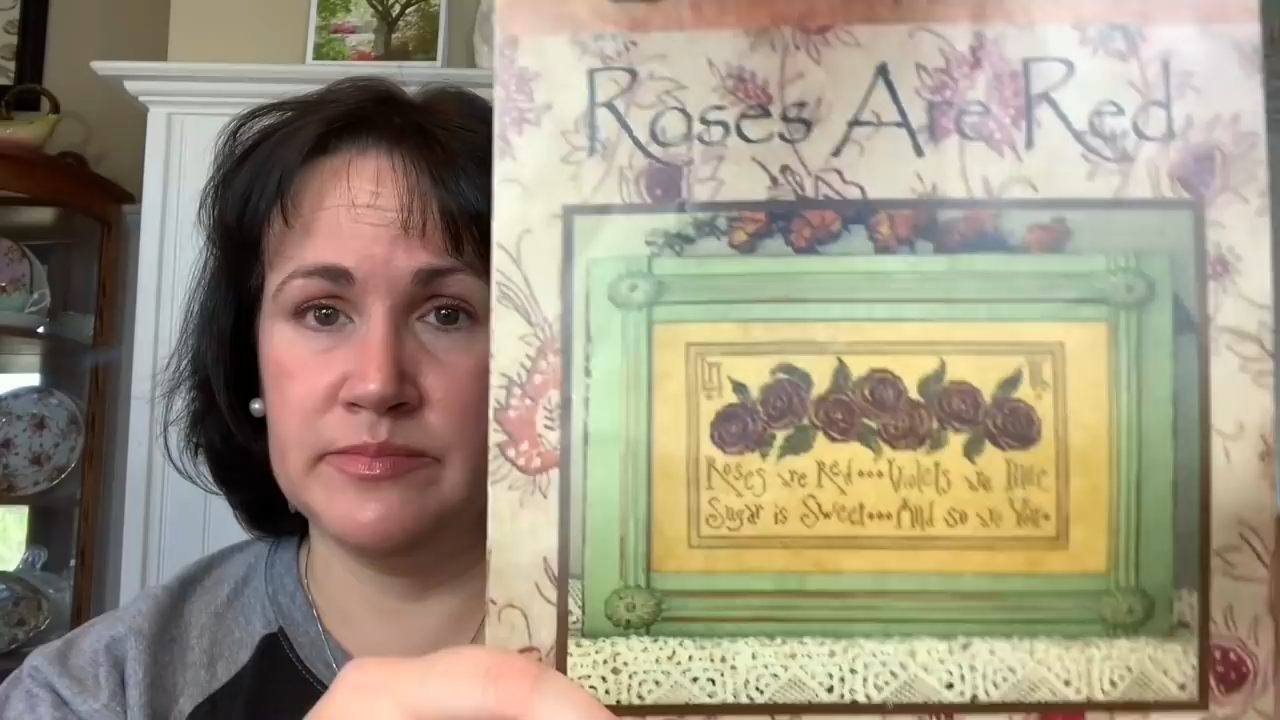 Roses Are Red
Roses are Red...Violets are Blue
Sugar is Sweet...And so are You.